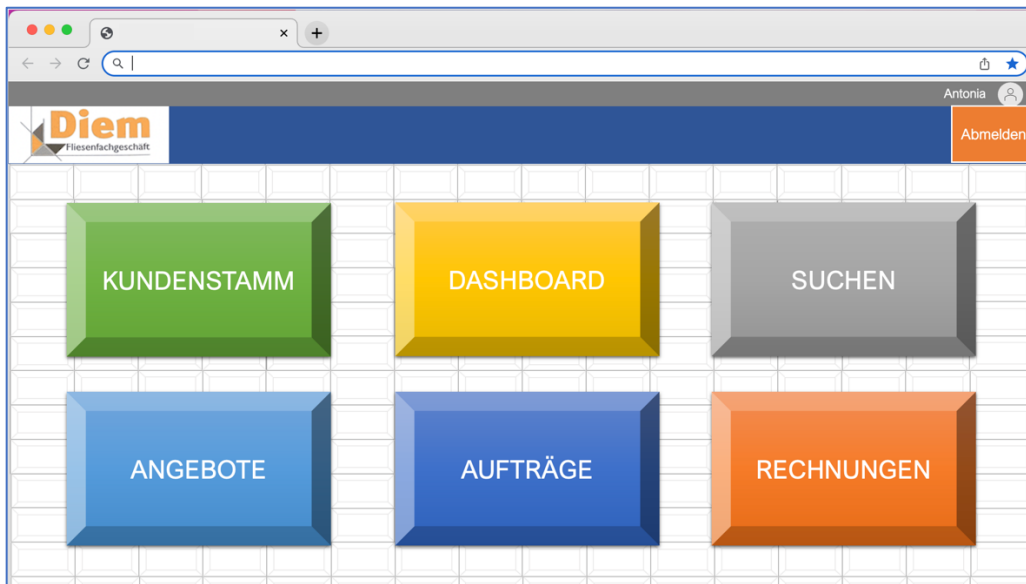 Antonia
Diem
Fliesenfachgeschäft
Abmelden
KUNDENSTAMM
DASHBOARD
SUCHEN
ANGEBOTE
AUFTRÄGE
RECHNUNGEN